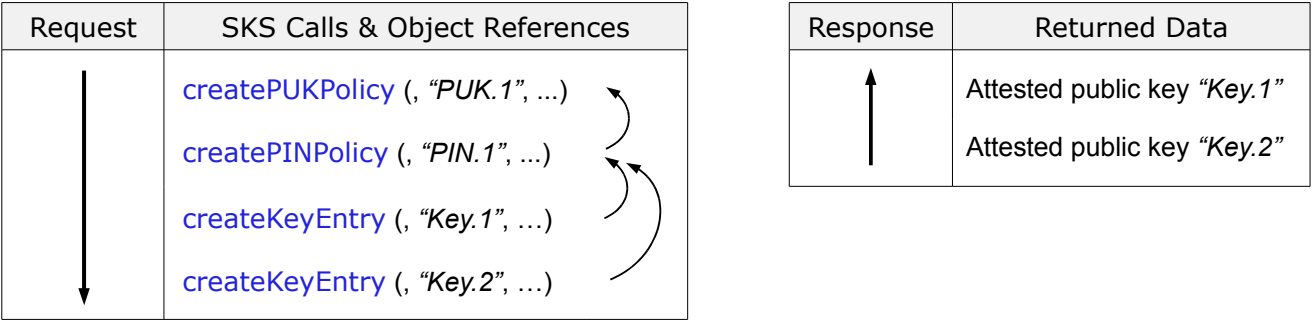 Request SKS Calls & Object References
createPUKPolicy (, “PUK.1”, ...)
createPINPolicy (, “PIN.1”, ...)
createKeyEntry (, “Key.1”, …)
createKeyEntry (, “Key.2”, …)
Response Returned Data
Attested public key “Key.1”
Attested public key “Key.2”